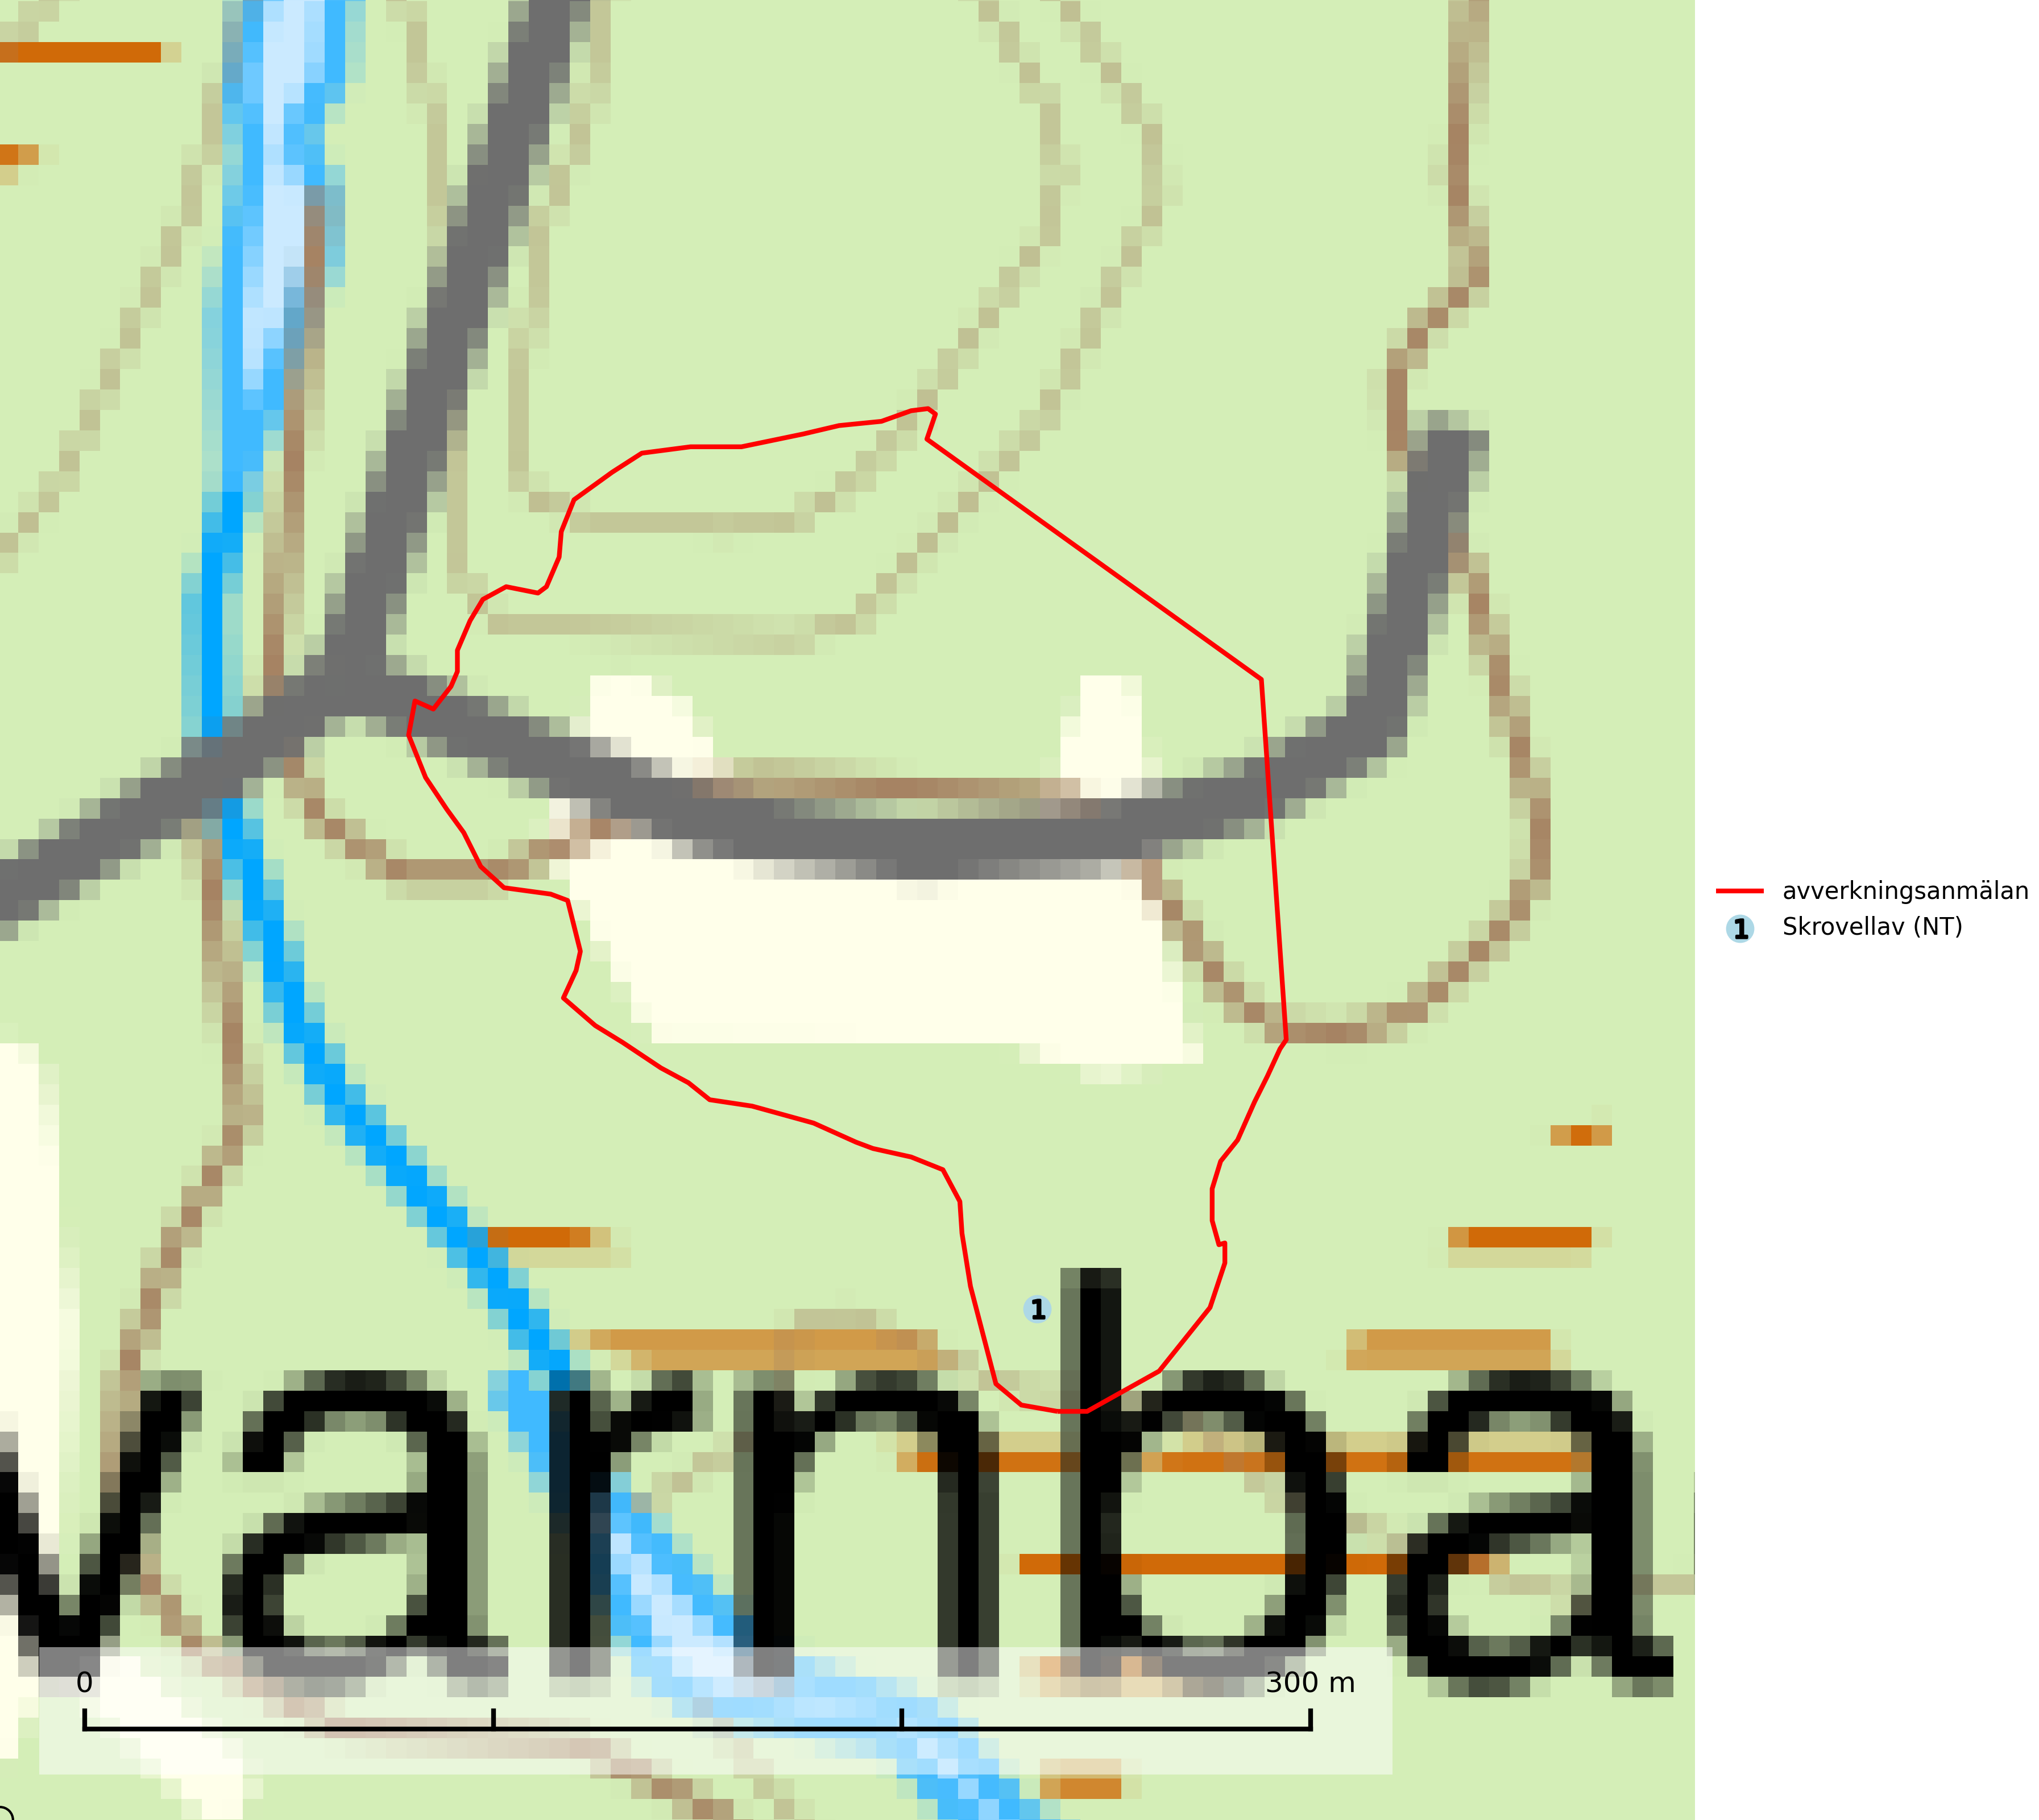 avverkningsanmälan
1 Skrovellav (NT)
1
varnba
0 300 m